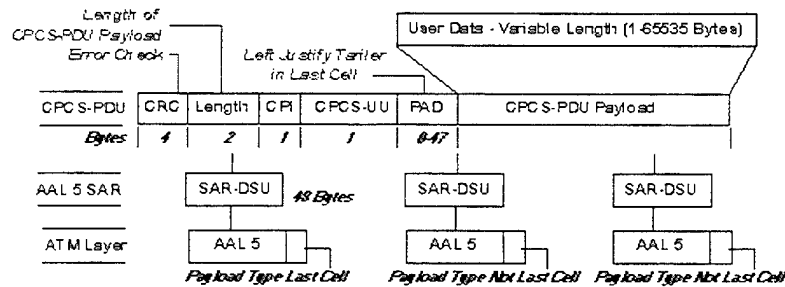 Length of
CPCS-PDU Payload
Error Check
Left Justify Tariler
in Last Cell
User Data - Variable Length (1-65535 Bytes)
CPCS-PDU CRC Length CPI CPCS-UU PAD CPCS-PDU Payload
Bytes 4 2 1 1 0-47
AAL 5 SAR SAR-DSU 48 Bytes SAR-DSU SAR-DSU
ATM Layer AAL 5 AAL 5 AAL 5
Payload Type Last Cell Payload Type Not Last Cell Payload Type Not Last Cell